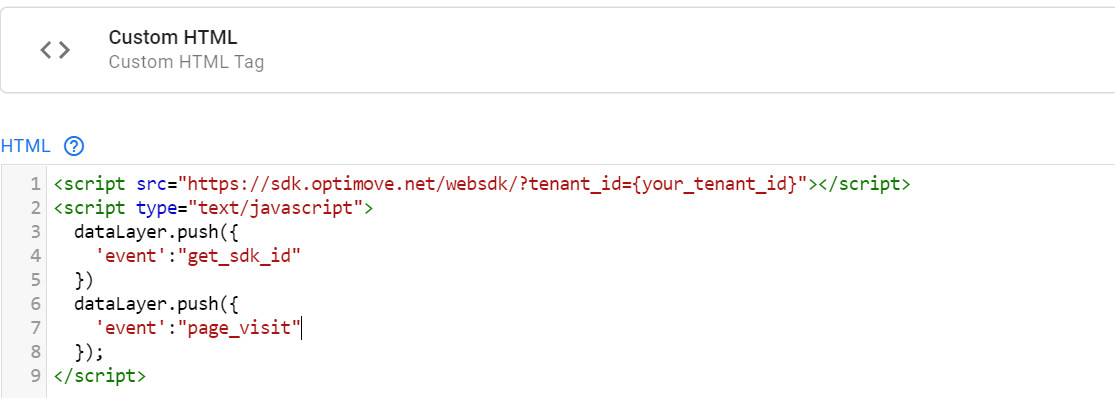 Custom HTML
Custom HTML Tag
HTML ?
1 <script src="https://sdk.optimove.net/websdk/?tenant_id={your_tenant_id}"></script>
2 <script type="text/javascript">
3 dataLayer.push({
4 'event':"get_sdk_id"
5 })
6 dataLayer.push({
7 'event':"page_visit"
8 });
9 </script>